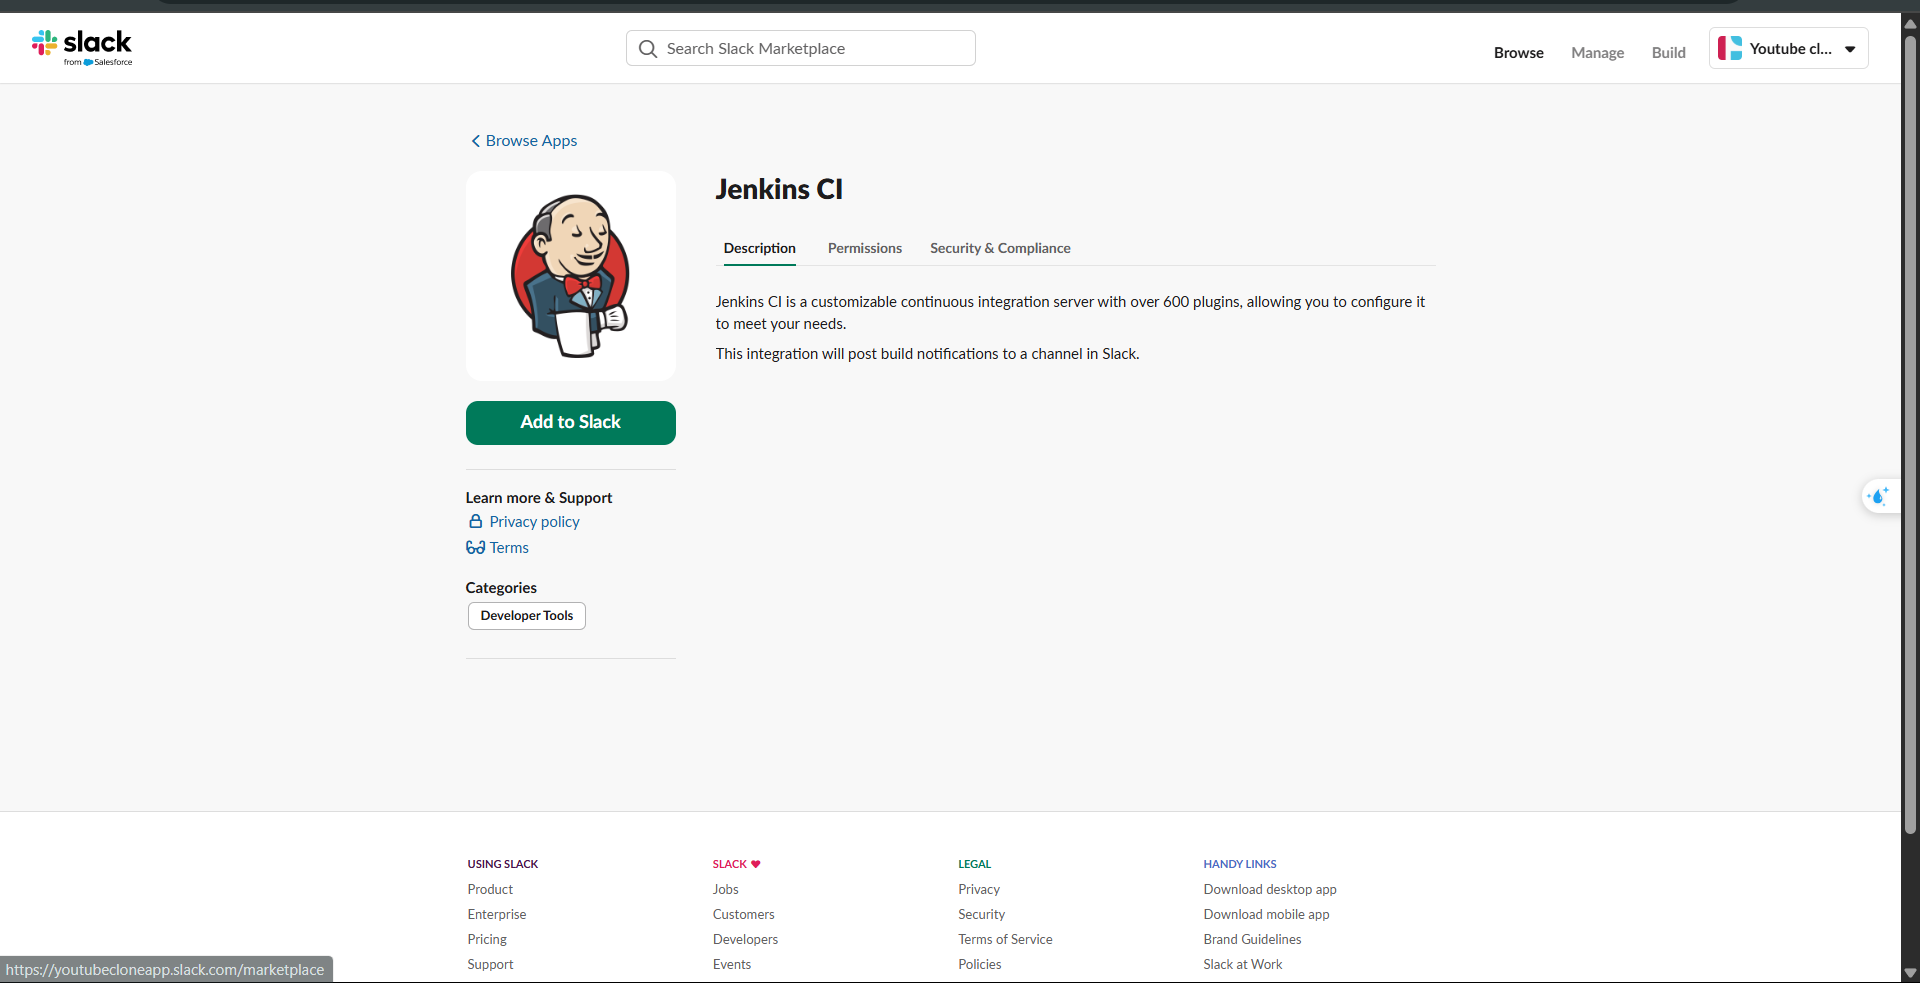 slack
from Salesforce
Search Slack Marketplace
Browse
Manage
Build
Youtube cl...
Browse Apps
Jenkins CI
Description
Permissions
Security & Compliance
Jenkins CI is a customizable continuous integration server with over 600 plugins, allowing you to configure it
to meet your needs.
This integration will post build notifications to a channel in Slack.
Add to Slack
Learn more & Support
Privacy policy
Terms
Categories
Developer Tools
USING SLACK
Product
Enterprise
Pricing
Support
SLACK
Jobs
Customers
Developers
Events
LEGAL
Privacy
Security
Terms of Service
Policies
HANDY LINKS
Download desktop app
Download mobile app
Brand Guidelines
Slack at Work
https://youtubecloneapp.slack.com/marketplace